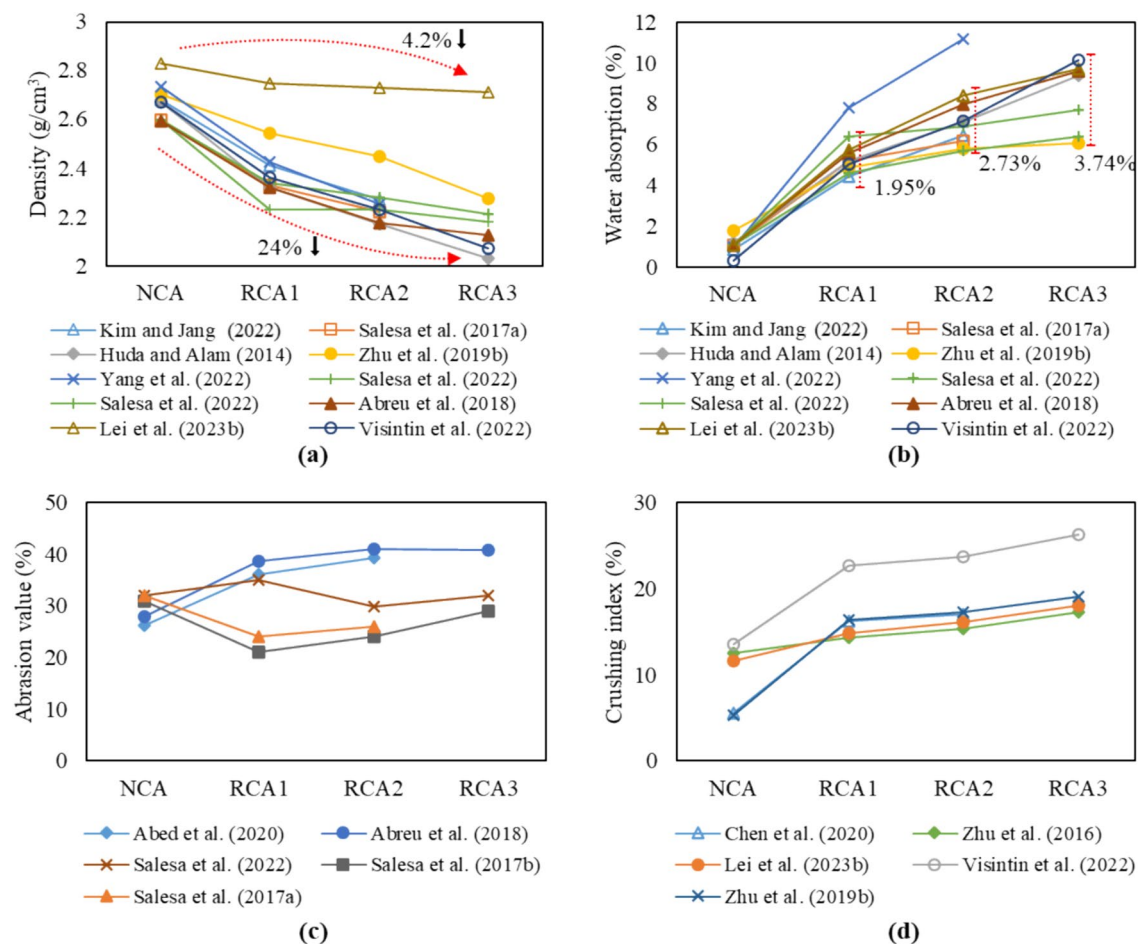 3
2.8
2.6
2.4
2.2
2
Density (g/cm³)
4.2%
24%
NCA RCA1 RCA2 RCA3
Kim and Jang (2022) Salesa et al. (2017a)
Huda and Alam (2014) Zhu et al. (2019b)
Yang et al. (2022) Salesa et al. (2022)
Salesa et al. (2022) Abreu et al. (2018)
Lei et al. (2023b) Visintin et al. (2022)
(a)
12
10
8
6
4
2
0
Water absorption (%)
1.95%
2.73%
3.74%
NCA RCA1 RCA2 RCA3
Kim and Jang (2022) Salesa et al. (2017a)
Huda and Alam (2014) Zhu et al. (2019b)
Yang et al. (2022) Salesa et al. (2022)
Salesa et al. (2022) Abreu et al. (2018)
Lei et al. (2023b) Visintin et al. (2022)
(b)
50
40
30
20
10
0
Abrasion value (%)
NCA RCA1 RCA2 RCA3
Abed et al. (2020) Abreu et al. (2018)
Salesa et al. (2022) Salesa et al. (2017b)
Salesa et al. (2017a)
(c)
30
20
10
0
Crushing index (%)
NCA RCA1 RCA2 RCA3
Chen et al. (2020) Zhu et al. (2016)
Lei et al. (2023b) Visintin et al. (2022)
Zhu et al. (2019b)
(d)